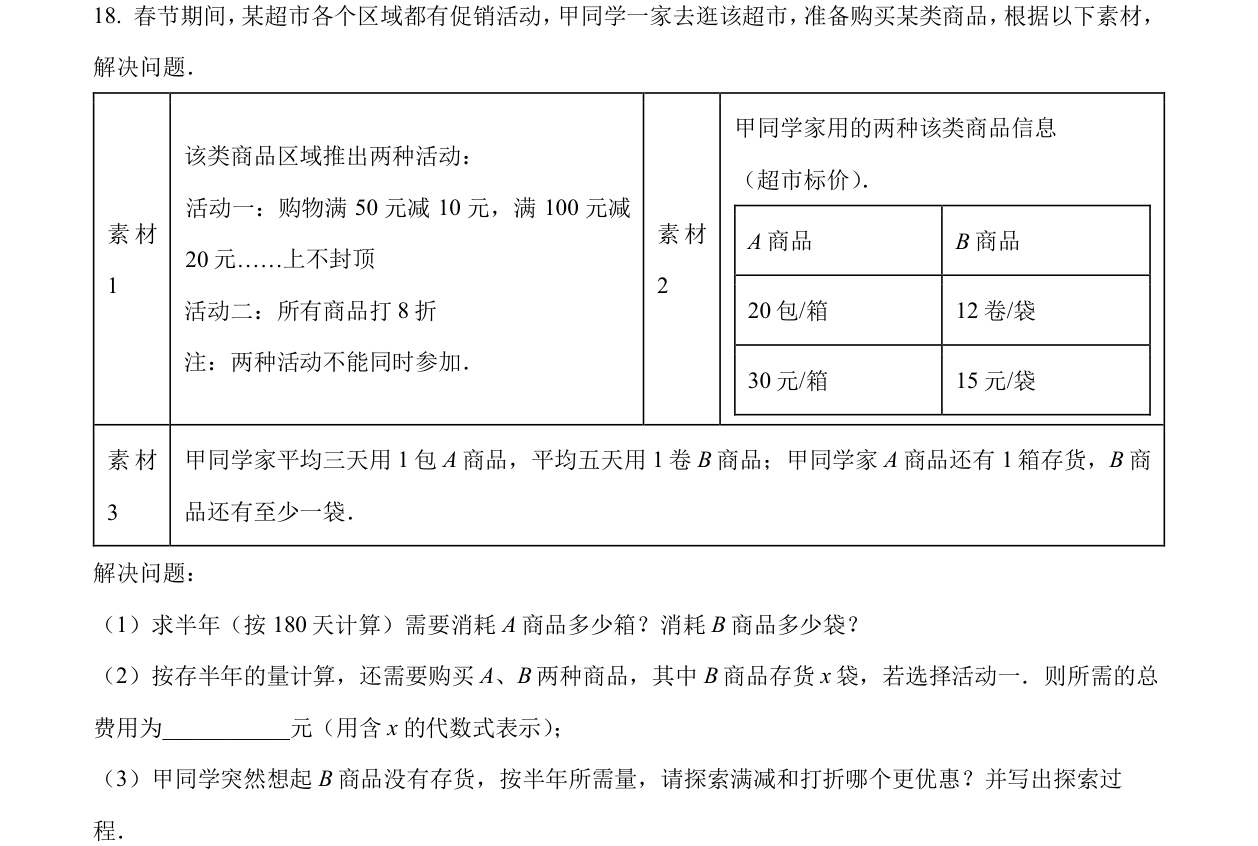 18. 春节期间，某超市各个区域都有促销活动，甲同学一家去逛该超市，准备购买某类商品，根据以下素材，
解决问题．
素材
1
该类商品区域推出两种活动：
活动一：购物满 50 元减 10 元，满 100 元减
20 元……上不封顶
活动二：所有商品打 8 折
注：两种活动不能同时参加．
素材
2
甲同学家用的两种该类商品信息
（超市标价）．
A 商品
B 商品
20 包/箱
12 卷/袋
30 元/箱
15 元/袋
素材
3
甲同学家平均三天用 1 包 A 商品，平均五天用 1 卷 B 商品；甲同学家 A 商品还有 1 箱存货，B 商
品还有至少一袋．
解决问题：
（1）求半年（按 180 天计算）需要消耗 A 商品多少箱？消耗 B 商品多少袋？
（2）按存半年的量计算，还需要购买 A、B 两种商品，其中 B 商品存货 x 袋，若选择活动一．则所需的总
费用为___________元（用含 x 的代数式表示）；
（3）甲同学突然想起 B 商品没有存货，按半年所需量，请探索满减和打折哪个更优惠？并写出探索过
程．